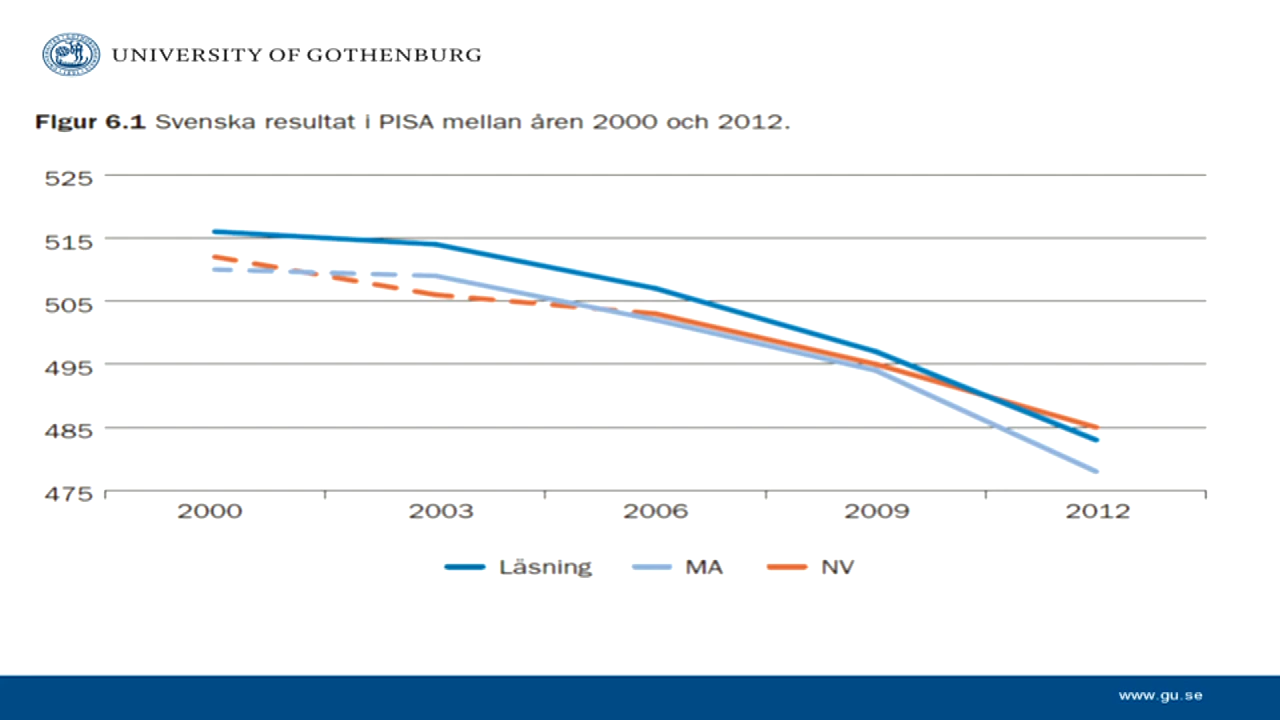 UNIVERSITY OF GOTHENBURG
Figur 6.1 Svenska resultat i PISA mellan åren 2000 och 2012.
525
515
505
495
485
475
2000 2003 2006 2009 2012
Läsning MA NV
www.gu.se